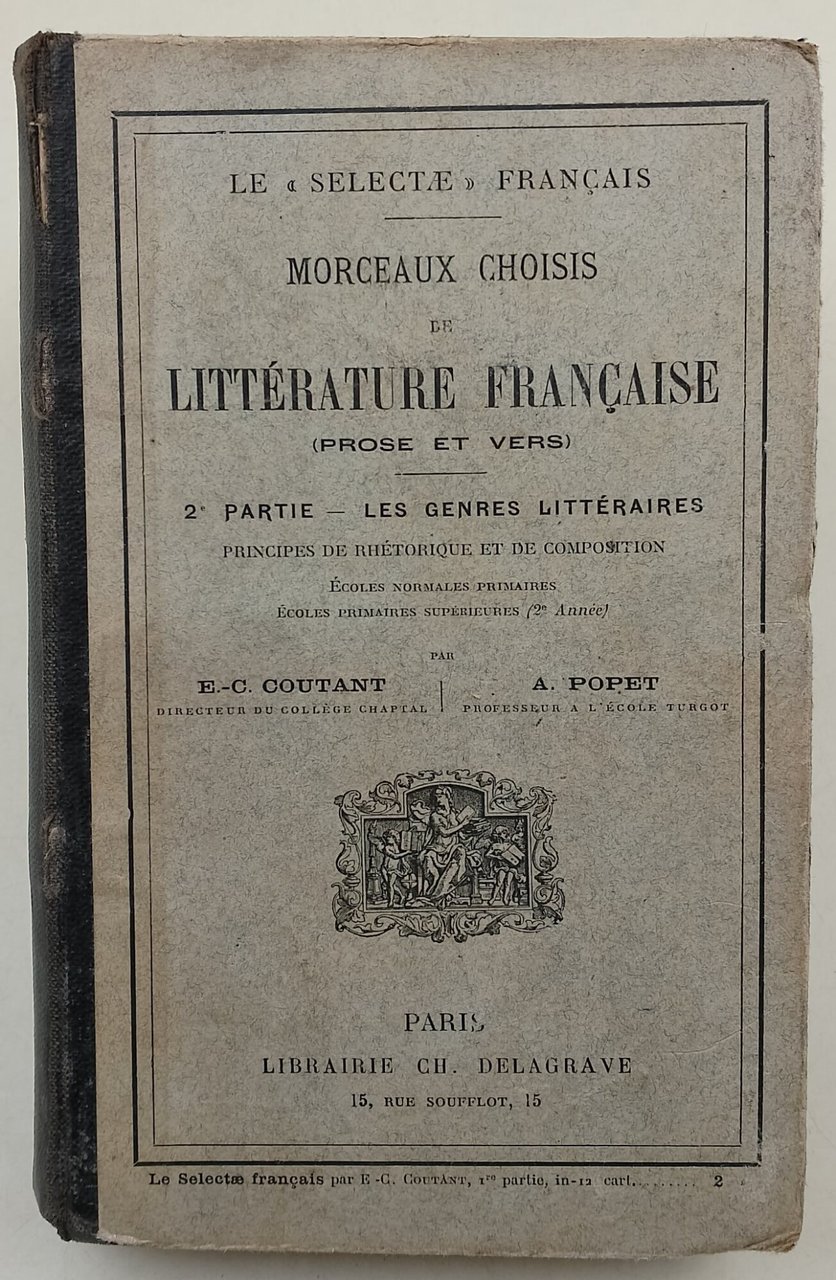 LE « SELECTÆ » FRANÇAIS
MORCEAUX CHOISIS
DE
LITTÉRATURE FRANÇAISE
(PROSE ET VERS)
2e PARTIE — LES GENRES LITTÉRAIRES
PRINCIPES DE RHÉTORIQUE ET DE COMPOSITION
ÉCOLES NORMALES PRIMAIRES
ÉCOLES PRIMAIRES SUPÉRIEURES (2e Année)
PAR
E.-C. COUTANT
DIRECTEUR DU COLLÈGE CHAPTAL
A. POPET
PROFESSEUR A L'ÉCOLE TURGOT
PARIS
LIBRAIRIE CH. DELAGRAVE
15, RUE SOUFFLOT, 15
Le Selectæ français par E.-C. COUTANT, 1re partie, in-12 cart......... 2